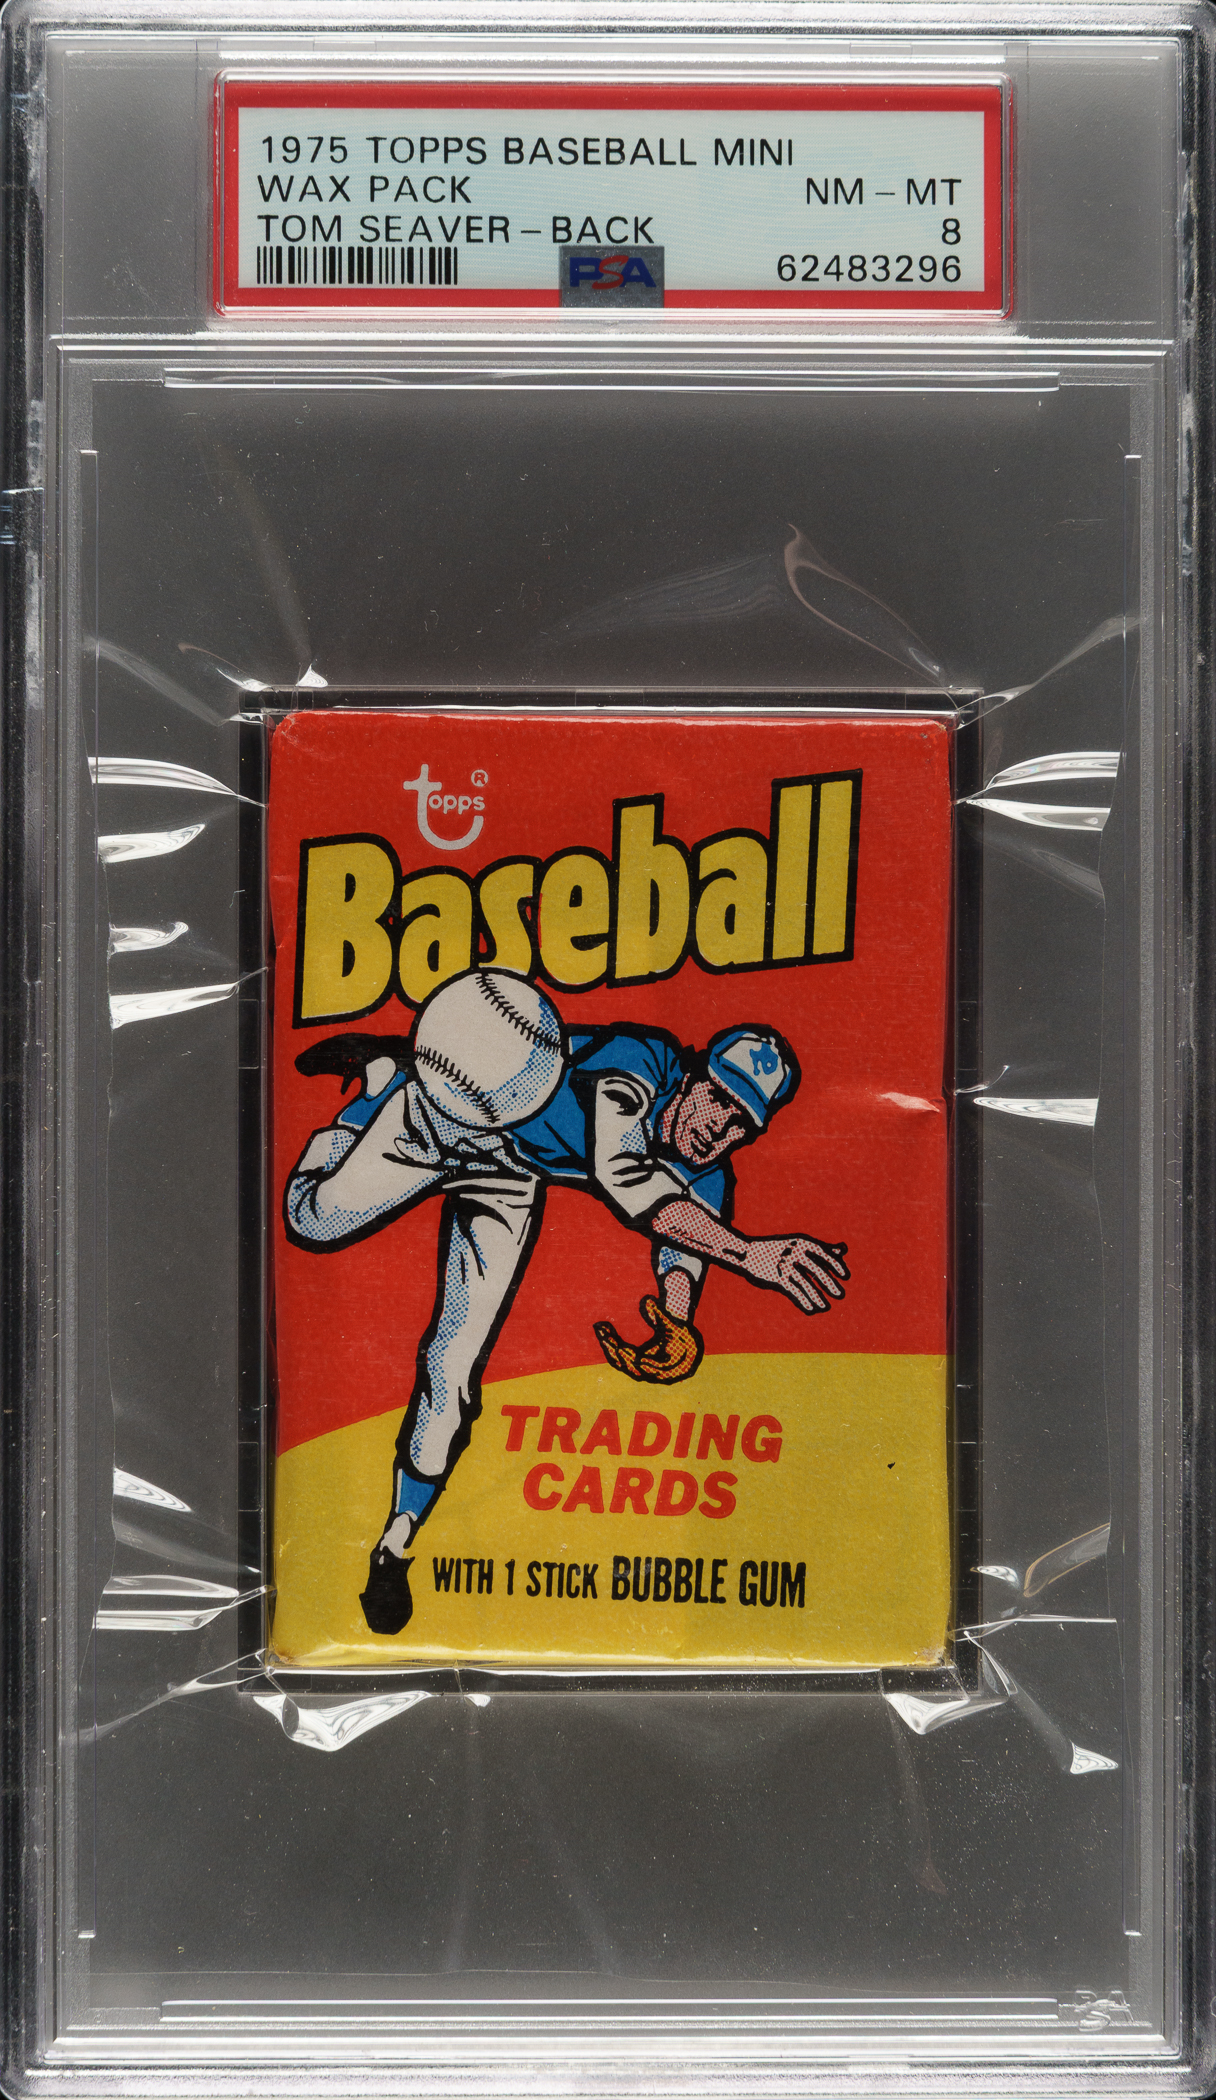 1975 TOPPS BASEBALL MINI
WAX PACK NM - MT
TOM SEAVER - BACK 8
PSA 62483296
topps®
Baseball
B
TRADING
CARDS
WITH 1 STICK BUBBLE GUM
PSA